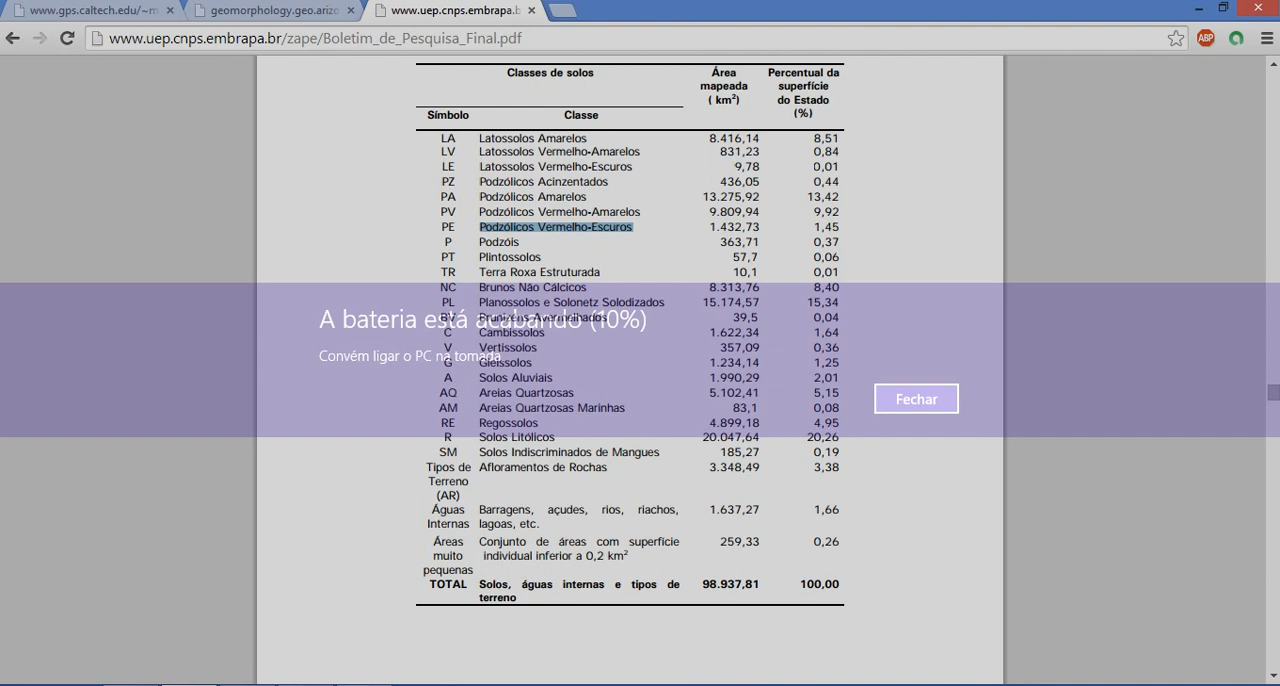 www.gps.caltech.edu/~m
geomorphology.geo.arizo
www.uep.cnps.embrapa.b
www.uep.cnps.embrapa.br/zape/Boletim_de_Pesquisa_Final.pdf
ABP
Classes de solos Área mapeada ( km²) Percentual da superfície do Estado (%)
Símbolo Classe
LA Latossolos Amarelos 8.416,14 8,51
LV Latossolos Vermelho-Amarelos 831,23 0,84
LE Latossolos Vermelho-Escuros 9,78 0,01
PZ Podzólicos Acinzentados 436,05 0,44
PA Podzólicos Amarelos 13.275,92 13,42
PV Podzólicos Vermelho-Amarelos 9.809,94 9,92
PE Podzólicos Vermelho-Escuros 1.432,73 1,45
P Podzóis 363,71 0,37
PT Plintossolos 57,7 0,06
TR Terra Roxa Estruturada 10,1 0,01
NC Brunos Não Cálcicos 8.313,76 8,40
PL Planossolos e Solonetz Solodizados 15.174,57 15,34
A bateria está acabando (10%)
BV Brunizéns Avermelhados 39,5 0,04
C Cambissolos 1.622,34 1,64
V Vertissolos 357,09 0,36
Convém ligar o PC na tomada
G Gleissolos 1.234,14 1,25
A Solos Aluviais 1.990,29 2,01
AQ Areias Quartzosas 5.102,41 5,15
Fechar
AM Areias Quartzosas Marinhas 83,1 0,08
RE Regossolos 4.899,18 4,95
R Solos Litólicos 20.047,64 20,26
SM Solos Indiscriminados de Mangues 185,27 0,19
Tipos de Afloramentos de Rochas 3.348,49 3,38
Terreno
(AR)
Águas Barragens, açudes, rios, riachos, 1.637,27 1,66
Internas lagoas, etc.
Áreas Conjunto de áreas com superfície 259,33 0,26
muito individual inferior a 0,2 km²
pequenas
TOTAL Solos, águas internas e tipos de 98.937,81 100,00
terreno